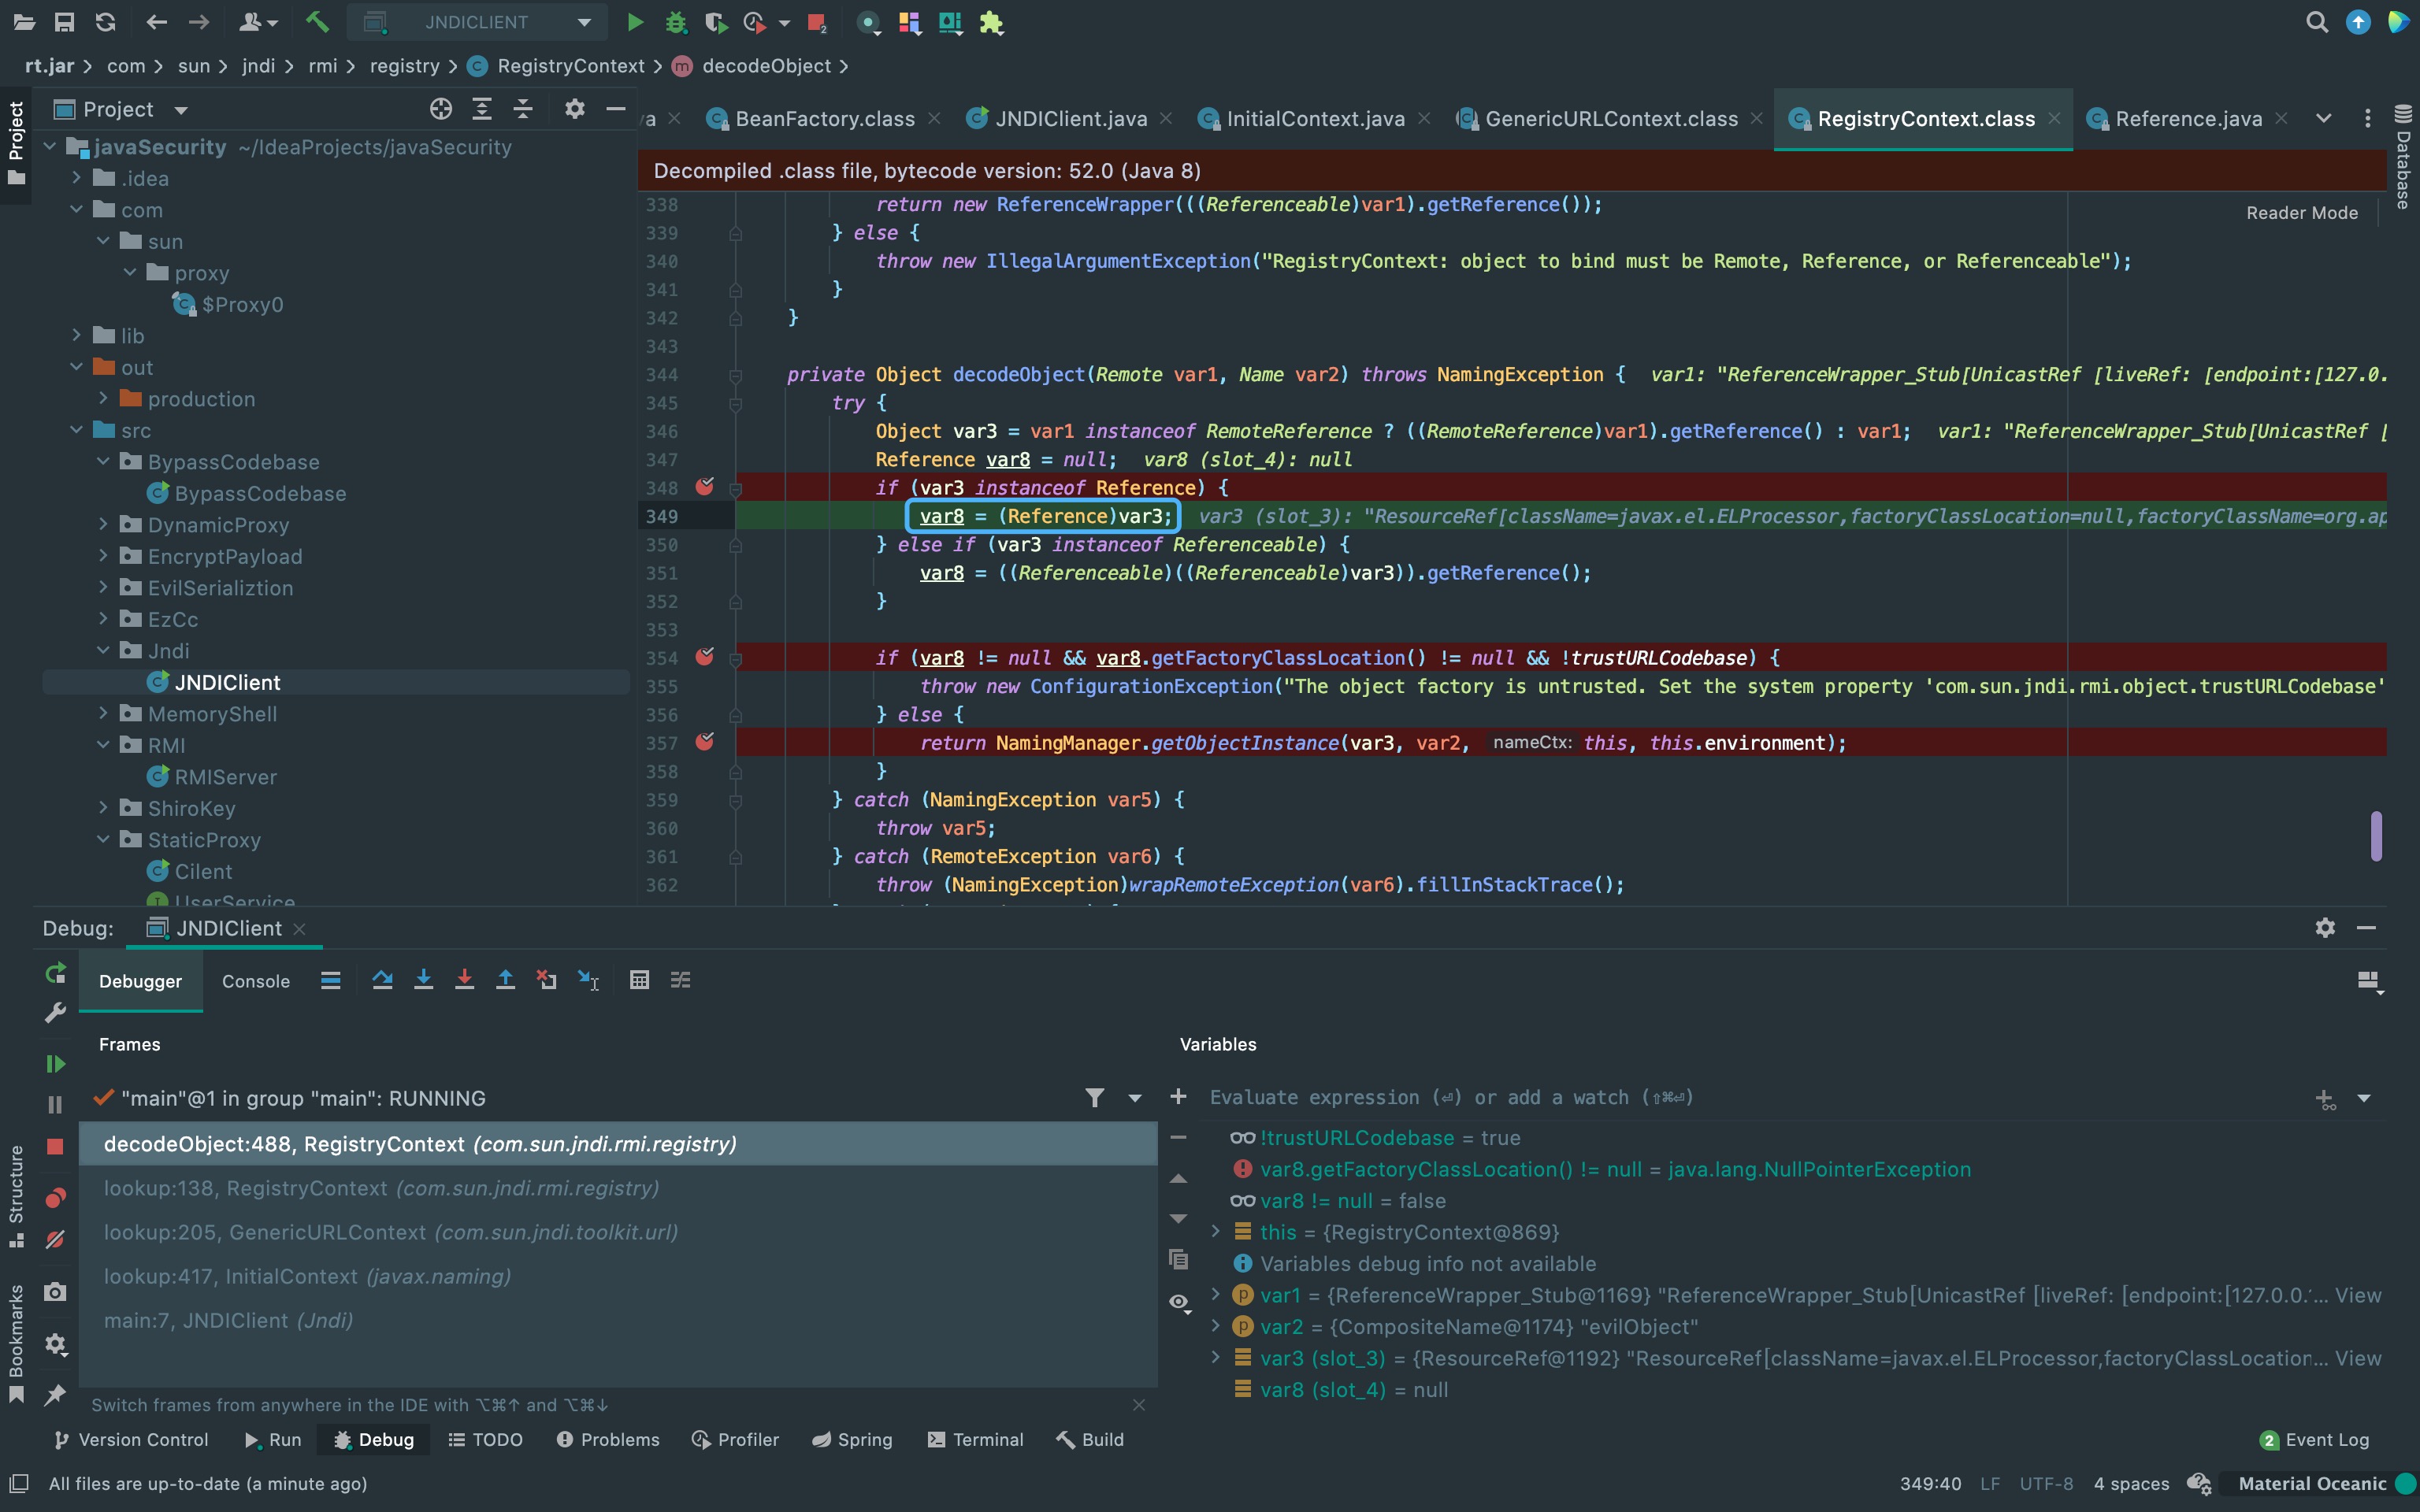 JNDICLIENT
2
rt.jar > com > sun > jndi > rmi > registry > RegistryContext > decodeObject >
Project
va BeanFactory.class JNDIClient.java InitialContext.java GenericURLContext.class RegistryContext.class Reference.java
Project
Database
javaSecurity ~/IdeaProjects/javaSecurity
.idea
com
sun
proxy
$Proxy0
lib
out
production
src
BypassCodebase
BypassCodebase
DynamicProxy
EncryptPayload
EvilSerializtion
EzCc
Jndi
JNDIClient
MemoryShell
RMI
RMIServer
ShiroKey
StaticProxy
Cilent
UserService
Decompiled .class file, bytecode version: 52.0 (Java 8)
Reader Mode
338 return new ReferenceWrapper(((Referenceable)var1).getReference());
339 } else {
340 throw new IllegalArgumentException("RegistryContext: object to bind must be Remote, Reference, or Referenceable");
341 }
342 }
343
344 private Object decodeObject(Remote var1, Name var2) throws NamingException { var1: "ReferenceWrapper_Stub[UnicastRef [liveRef: [endpoint:[127.0.
345 try {
346 Object var3 = var1 instanceof RemoteReference ? ((RemoteReference)var1).getReference() : var1; var1: "ReferenceWrapper_Stub[UnicastRef [
347 Reference var8 = null; var8 (slot_4): null
348 if (var3 instanceof Reference) {
349 var8 = (Reference)var3; var3 (slot_3): "ResourceRef[className=javax.el.ELProcessor,factoryClassLocation=null,factoryClassName=org.ap
350 } else if (var3 instanceof Referenceable) {
351 var8 = ((Referenceable)((Referenceable)var3)).getReference();
352 }
353
354 if (var8 != null && var8.getFactoryClassLocation() != null && !trustURLCodebase) {
355 throw new ConfigurationException("The object factory is untrusted. Set the system property 'com.sun.jndi.rmi.object.trustURLCodebase'
356 } else {
357 return NamingManager.getObjectInstance(var3, var2, nameCtx: this, this.environment);
358 }
359 } catch (NamingException var5) {
360 throw var5;
361 } catch (RemoteException var6) {
362 throw (NamingException)wrapRemoteException(var6).fillInStackTrace();
Debug: JNDIClient
Debugger Console
Frames
"main"@1 in group "main": RUNNING
decodeObject:488, RegistryContext (com.sun.jndi.rmi.registry)
lookup:138, RegistryContext (com.sun.jndi.rmi.registry)
lookup:205, GenericURLContext (com.sun.jndi.toolkit.url)
lookup:417, InitialContext (javax.naming)
main:7, JNDIClient (Jndi)
Switch frames from anywhere in the IDE with ⌥⌘↑ and ⌥⌘↓
Variables
Evaluate expression (⏎) or add a watch (⇧⌘⏎)
!trustURLCodebase = true
var8.getFactoryClassLocation() != null = java.lang.NullPointerException
var8 != null = false
this = {RegistryContext@869}
Variables debug info not available
var1 = {ReferenceWrapper_Stub@1169} "ReferenceWrapper_Stub[UnicastRef [liveRef: [endpoint:[127.0.0.1... View
var2 = {CompositeName@1174} "evilObject"
var3 (slot_3) = {ResourceRef@1192} "ResourceRef[className=javax.el.ELProcessor,factoryClassLocation... View
var8 (slot_4) = null
Structure
Bookmarks
Version Control Run Debug TODO Problems Profiler Spring Terminal Build 2 Event Log
All files are up-to-date (a minute ago) 349:40 LF UTF-8 4 spaces Material Oceanic